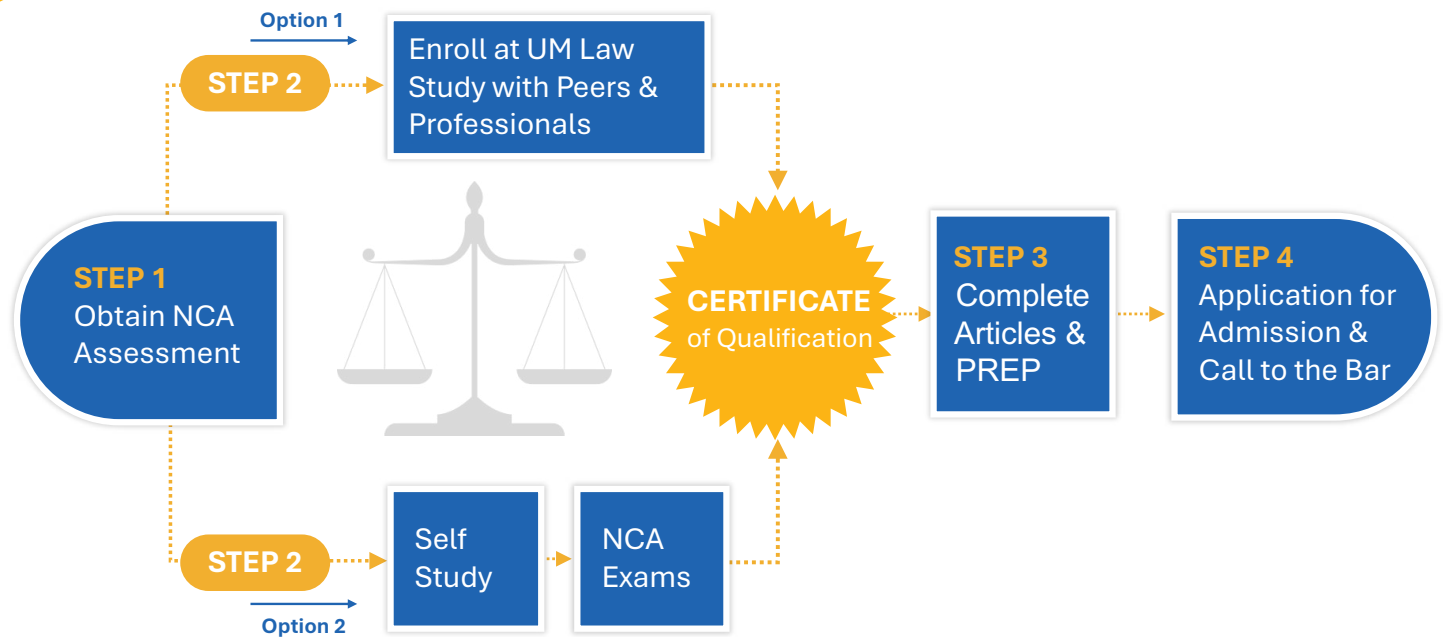 STEP 1
Obtain NCA
Assessment
Option 1
STEP 2
Enroll at UM Law
Study with Peers &
Professionals
STEP 2
Option 2
Self
Study
NCA
Exams
CERTIFICATE
of Qualification
STEP 3
Complete
Articles &
PREP
STEP 4
Application for
Admission &
Call to the Bar